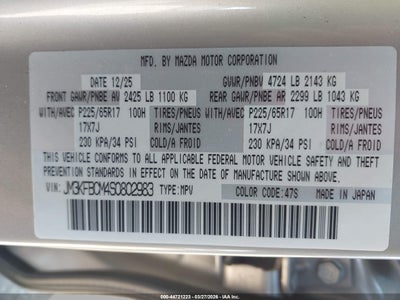 MFD. BY MAZDA MOTOR CORPORATION
DATE 12/25 GVWR/PNBV 4724 LB 2143 KG
FRONT GAWR/PNBE AV 2425 LB 1100 KG REAR GAWR/PNBE AR 2299 LB 1043 KG
WITH/AVEC P225/65R17 100H TIRES/PNEUS WITH/AVEC P225/65R17 100H TIRES/PNEUS
17X7J RIMS/JANTES 17X7J RIMS/JANTES
230 KPA/34 PSI COLD/A FROID 230 KPA/34 PSI COLD/A FROID
THIS VEHICLE CONFORMS TO ALL APPLICABLE FEDERAL MOTOR VEHICLE SAFETY, BUMPER, AND THEFT PREVENTION
STANDARDS IN EFFECT ON THE DATE OF MANUFACTURE SHOWN ABOVE.
VIN: JM3KFBCM4S0802983 TYPE: MPV COLOR CODE: 47S MADE IN JAPAN
000-44721223 - 03/27/2026 - IAA, Inc.